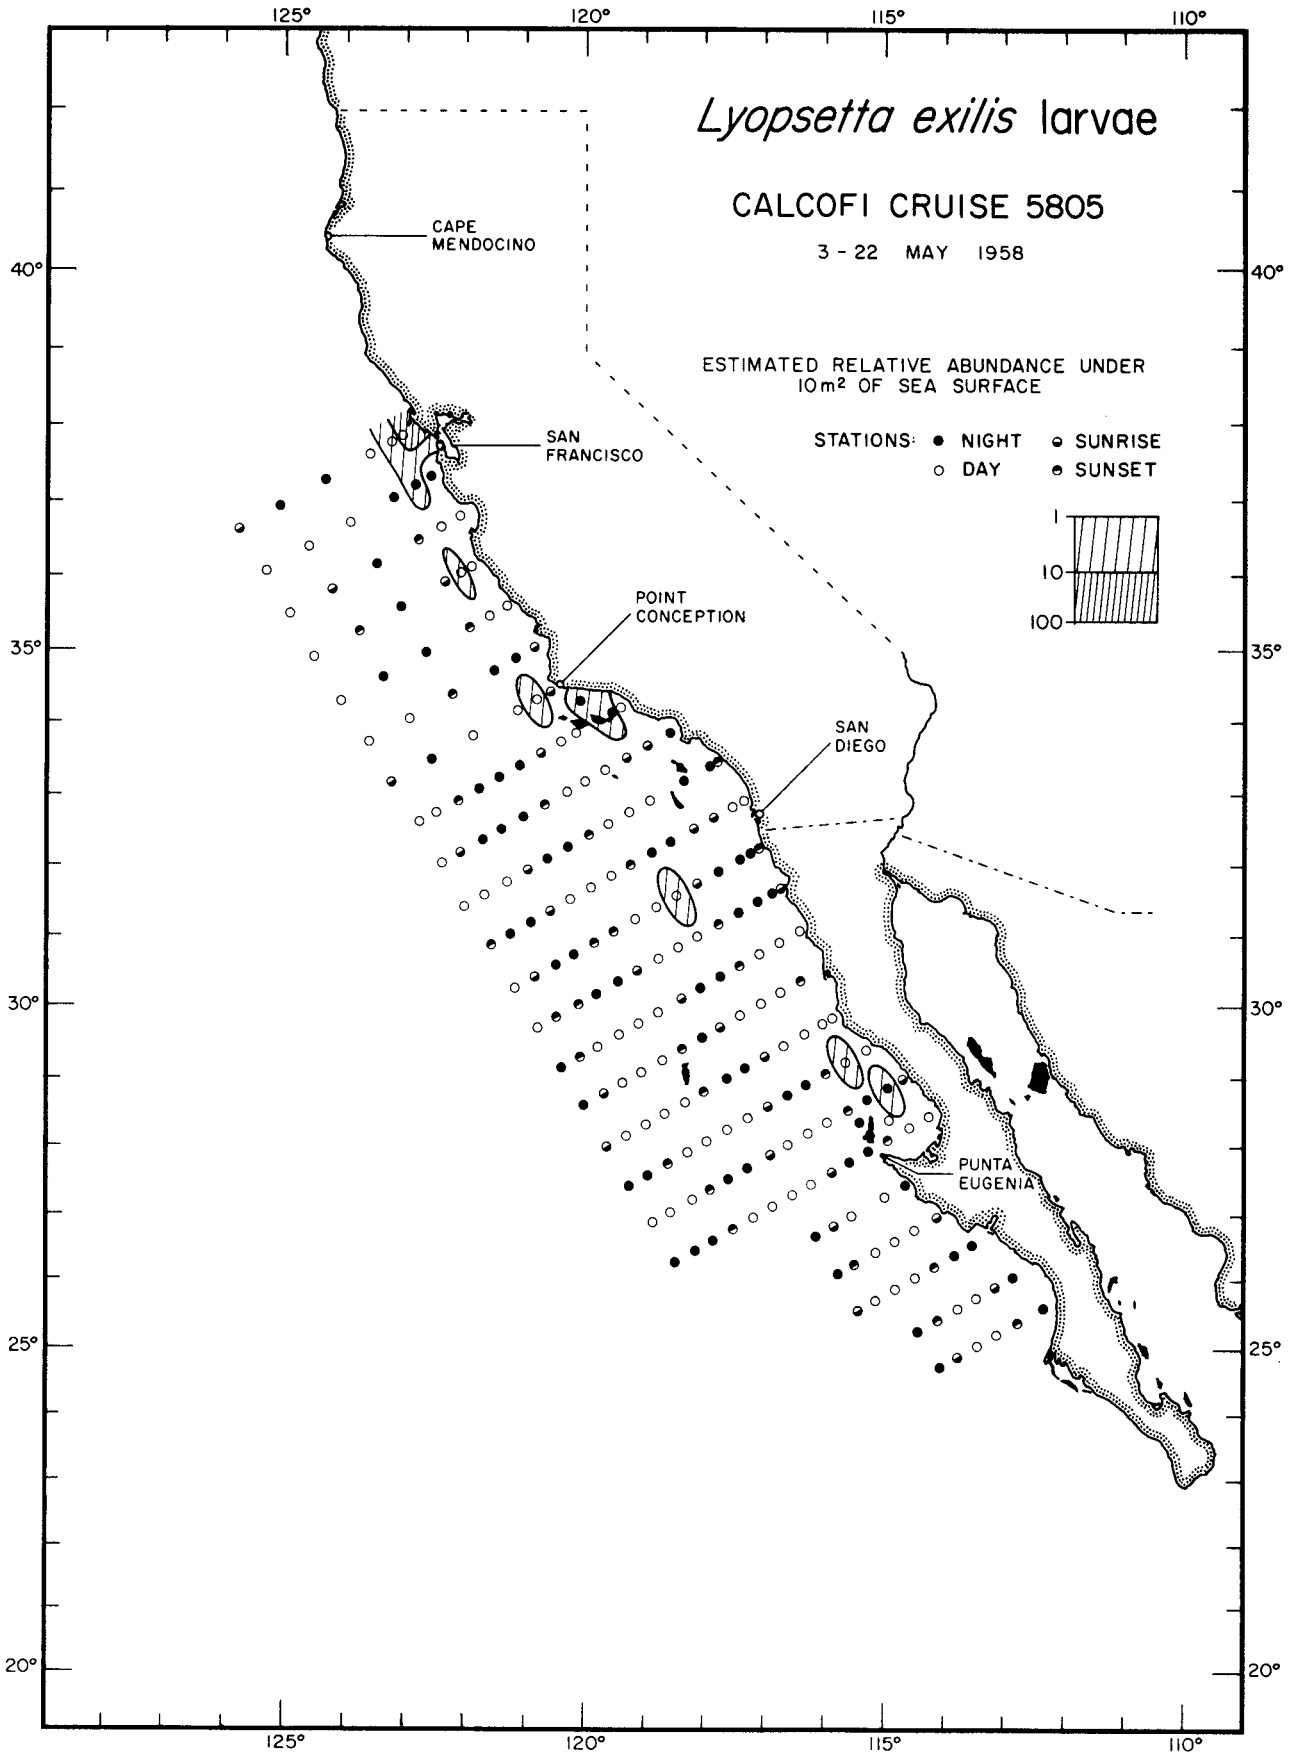 125° 120° 115° 110°
Lyopsetta exilis larvae
CALCOFI CRUISE 5805
3 - 22 MAY 1958
CAPE
MENDOCINO
40° 40°
ESTIMATED RELATIVE ABUNDANCE UNDER
10m² OF SEA SURFACE
STATIONS: ● NIGHT ◒ SUNRISE
○ DAY ◓ SUNSET
SAN
FRANCISCO
1
10
100
POINT
CONCEPTION
35° 35°
SAN
DIEGO
30° 30°
PUNTA
EUGENIA
25° 25°
20° 20°
125° 120° 115° 110°